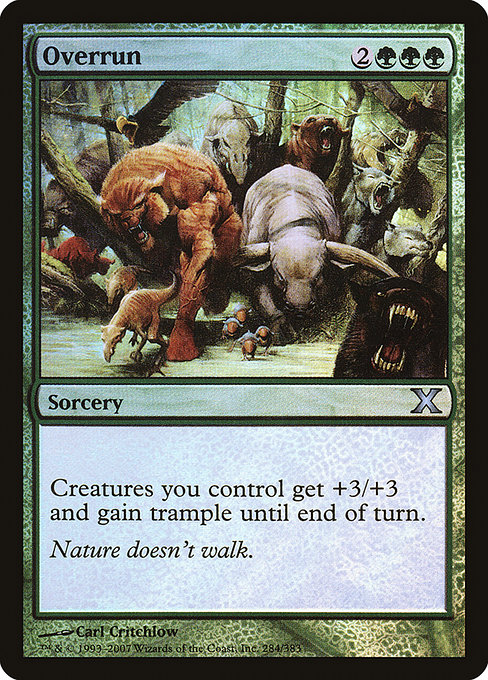 Overrun 2
Sorcery X
Creatures you control get +3/+3
and gain trample until end of turn.
Nature doesn't walk.
Carl Critchlow
™ & © 1993–2007 Wizards of the Coast, Inc. 284/383